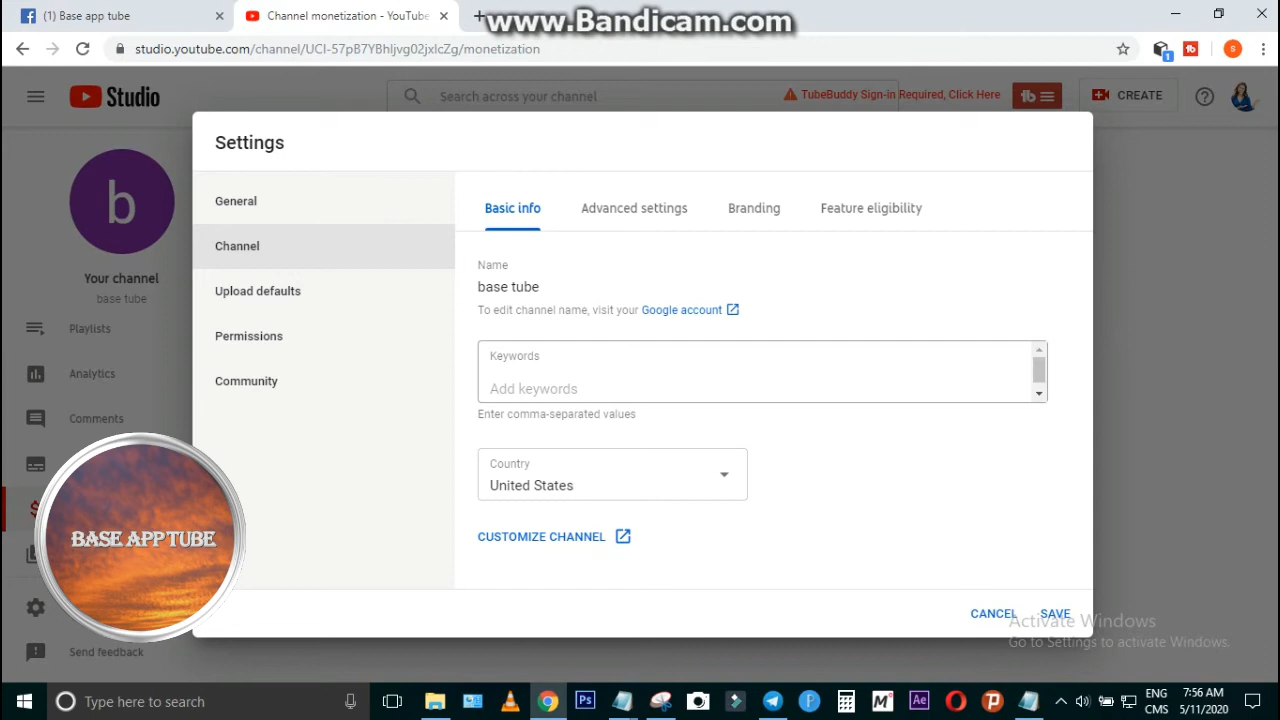 (1) Base app tube
Channel monetization - YouTube
www.Bandicam.com
studio.youtube.com/channel/UCI-57pB7YBhljvg02jxlcZg/monetization
Studio
Search across your channel
TubeBuddy Sign-in Required, Click Here
CREATE
Settings
General
Channel
Upload defaults
Permissions
Community
Basic info
Advanced settings
Branding
Feature eligibility
Name
base tube
To edit channel name, visit your Google account
Keywords
Add keywords
Enter comma-separated values
Country
United States
CUSTOMIZE CHANNEL
CANCEL
SAVE
b
Your channel
base tube
Playlists
Analytics
Comments
BASE APP TUBE
Send feedback
Activate Windows
Go to Settings to activate Windows.
Type here to search
ENG
CMS
7:56 AM
5/11/2020